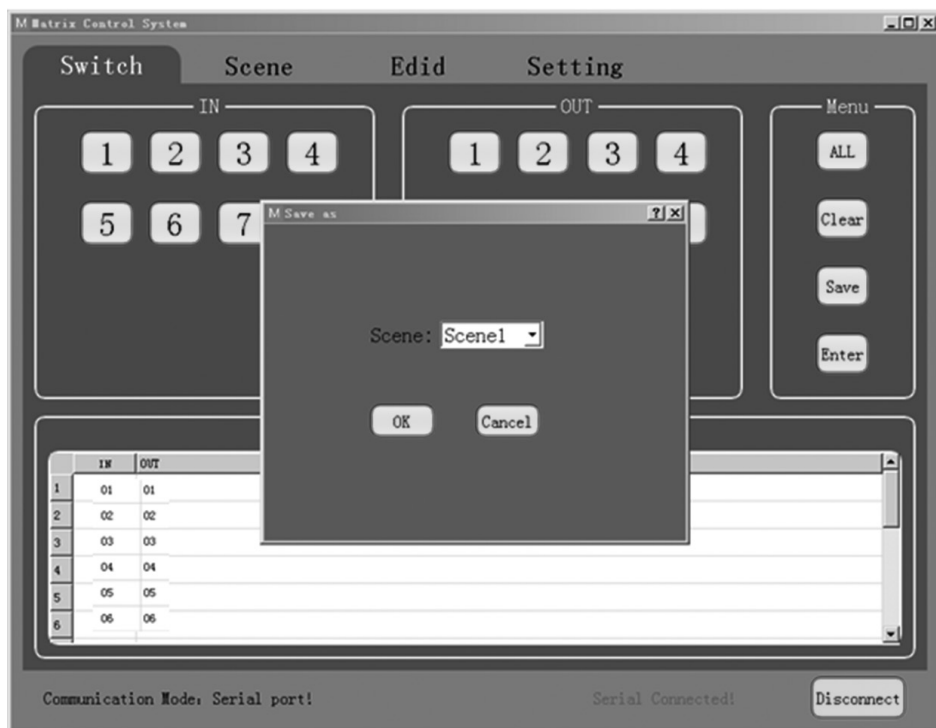 M Matrix Control System
Switch Scene Edid Setting
IN OUT Menu
1 2 3 4 1 2 3 4 ALL
5 6 7 Clear
M Save as
Save
Scene: Scene1
Enter
OK Cancel
IN OUT
1 01 01
2 02 02
3 03 03
4 04 04
5 05 05
6 06 06
Communication Mode: Serial port! Serial Connected! Disconnect